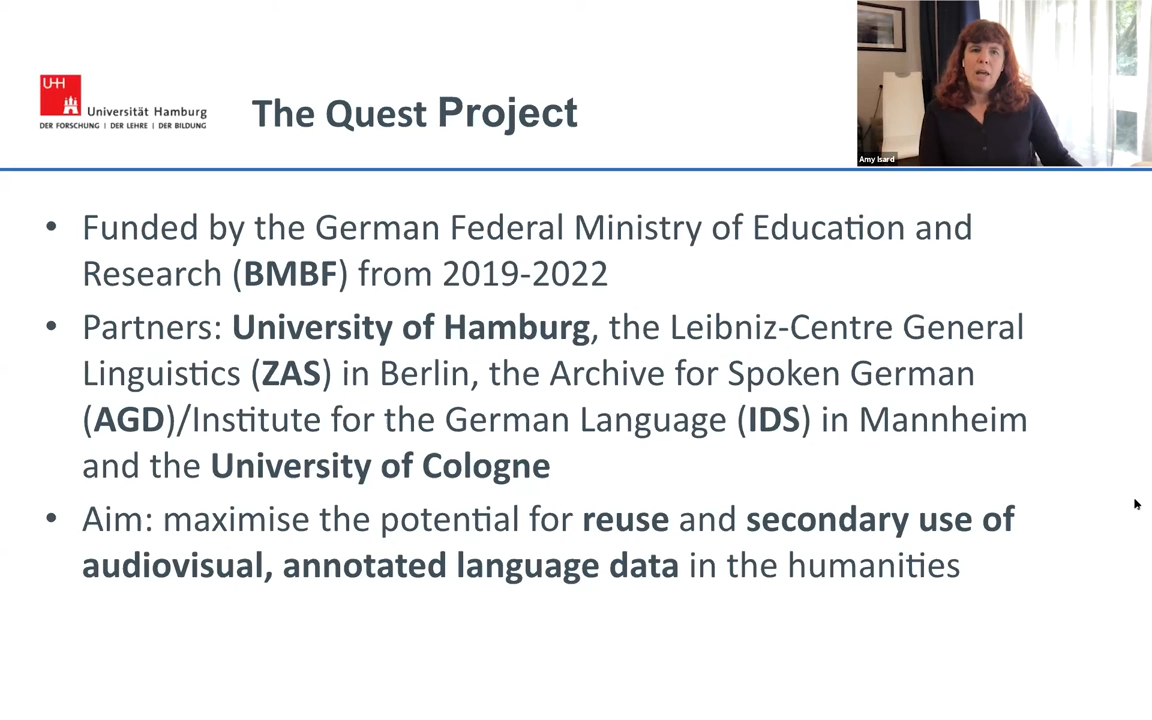 UHH
Universität Hamburg
DER FORSCHUNG | DER LEHRE | DER BILDUNG
The Quest Project
Amy Isard
• Funded by the German Federal Ministry of Education and
Research (BMBF) from 2019-2022
• Partners: University of Hamburg, the Leibniz-Centre General
Linguistics (ZAS) in Berlin, the Archive for Spoken German
(AGD)/Institute for the German Language (IDS) in Mannheim
and the University of Cologne
• Aim: maximise the potential for reuse and secondary use of
audiovisual, annotated language data in the humanities